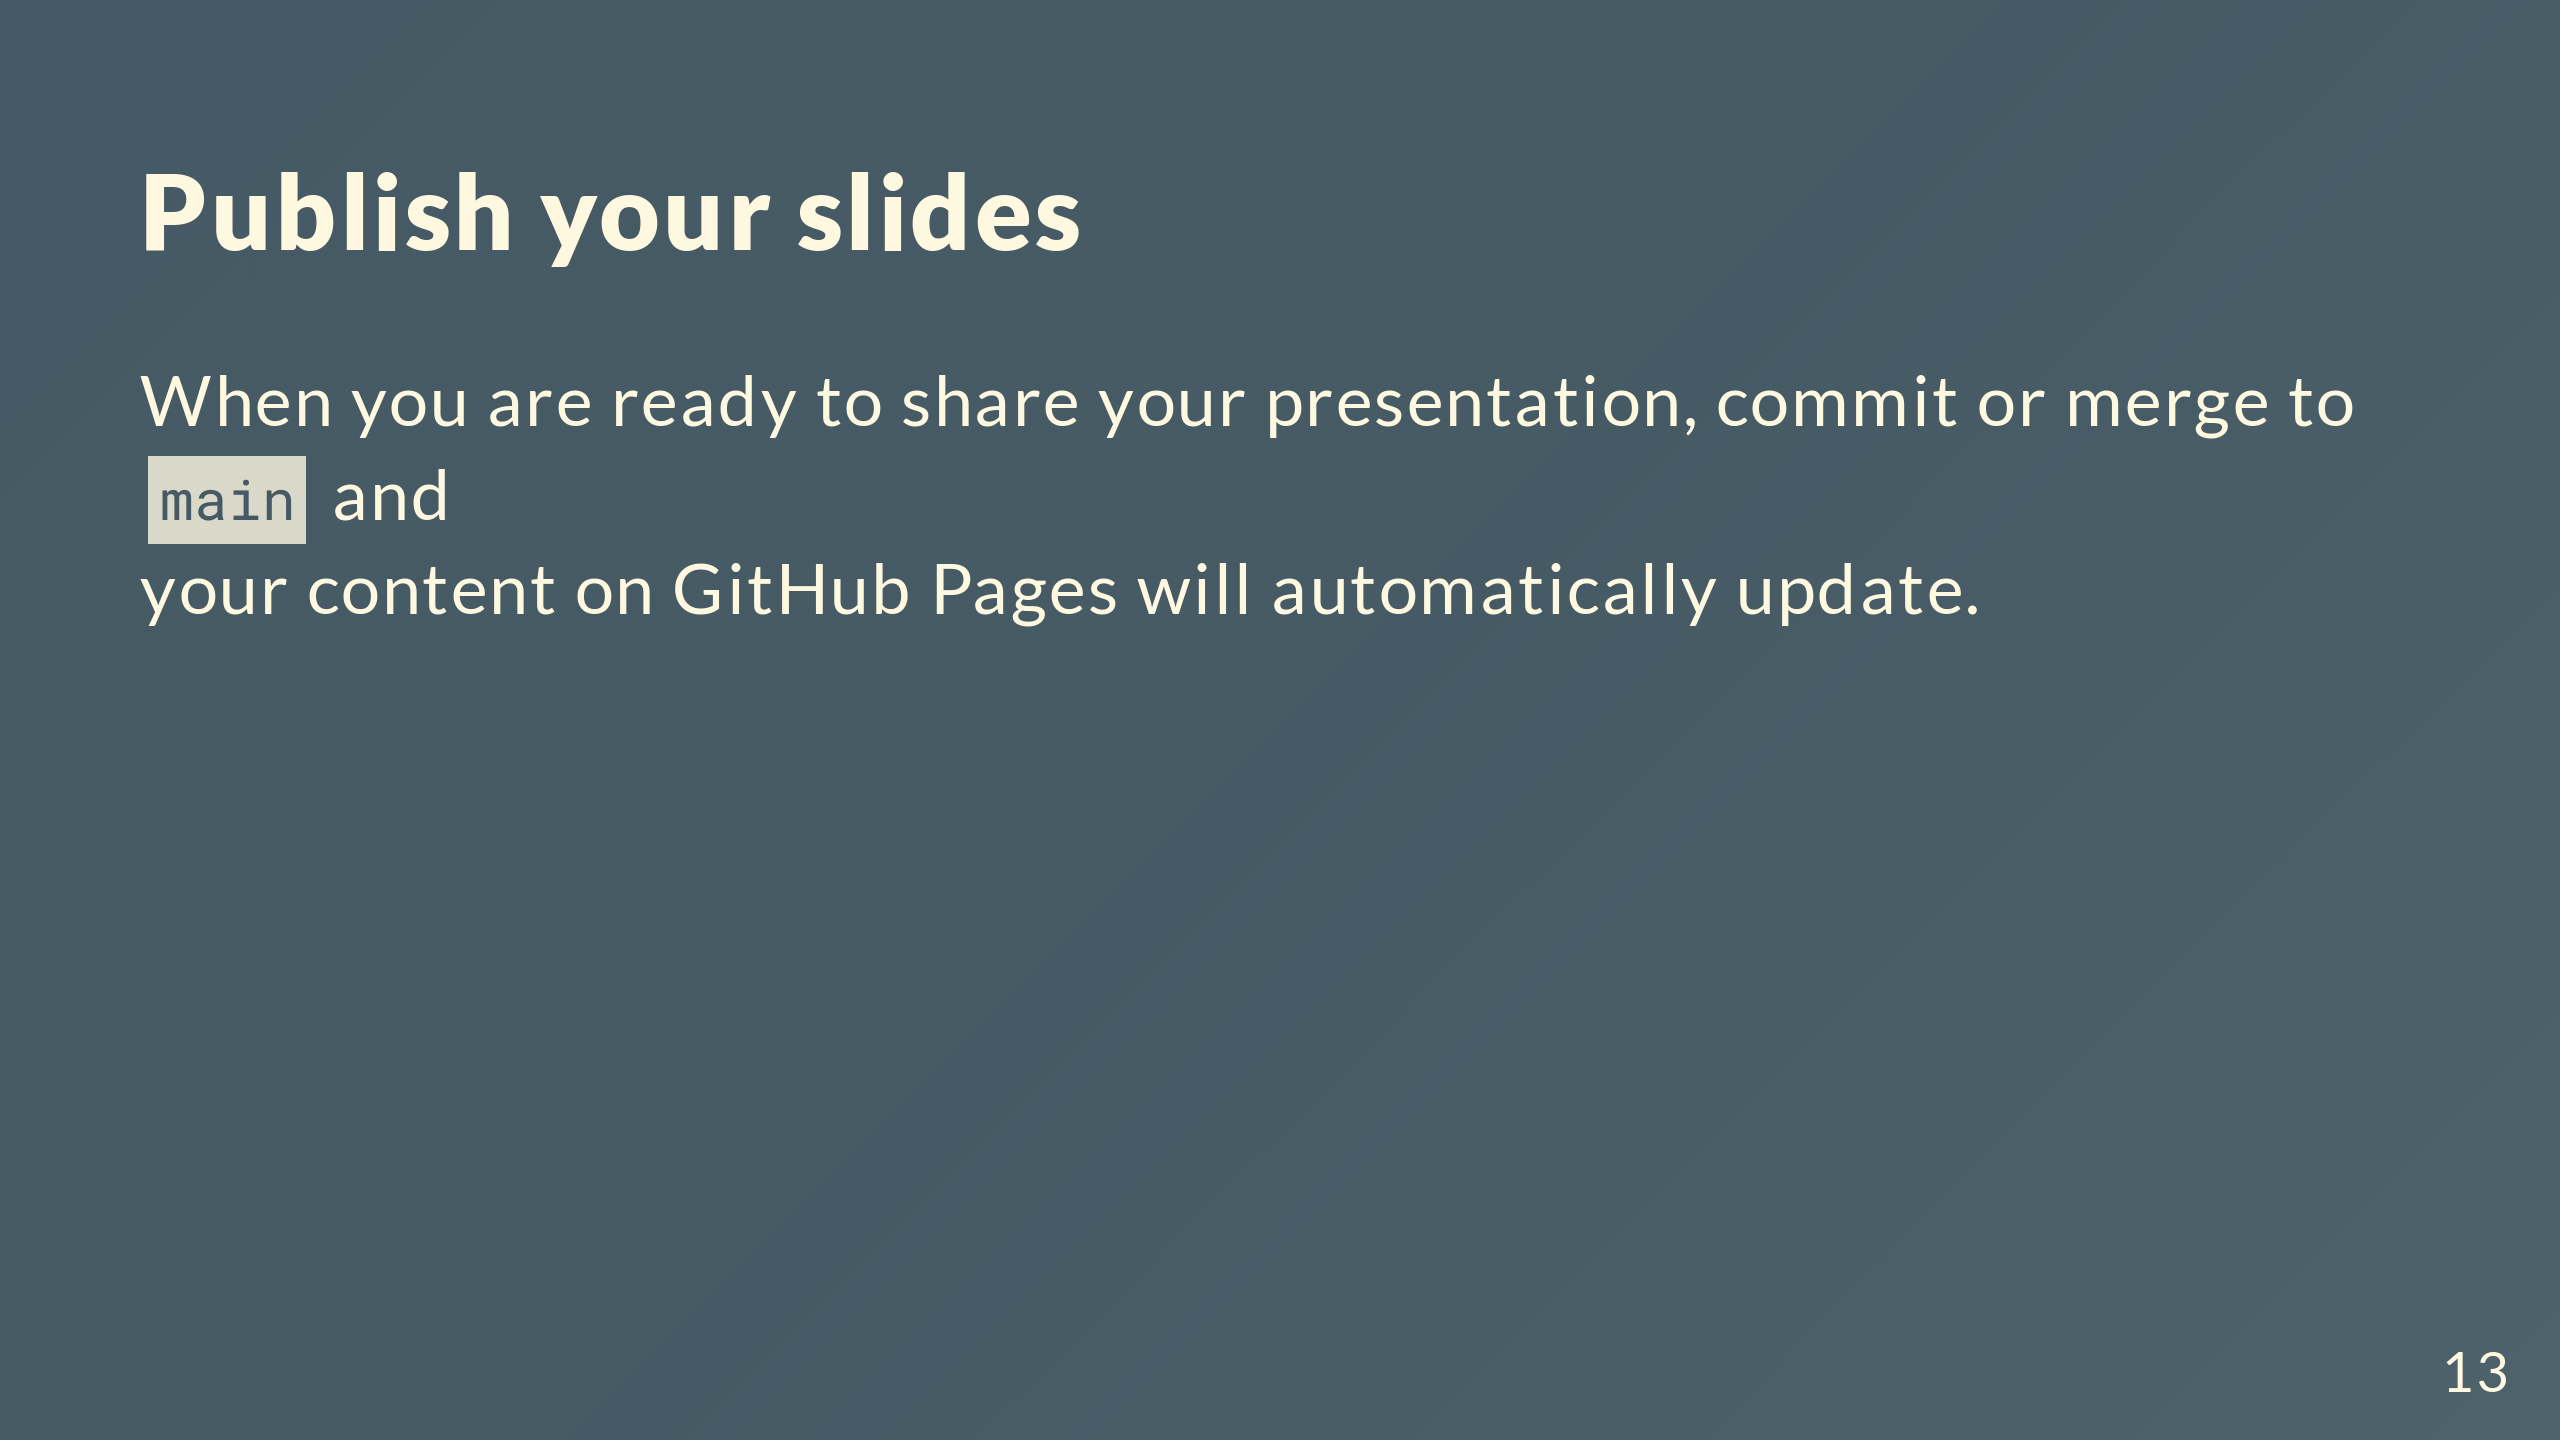 Publish your slides
When you are ready to share your presentation, commit or merge to
main and
your content on GitHub Pages will automatically update.
13